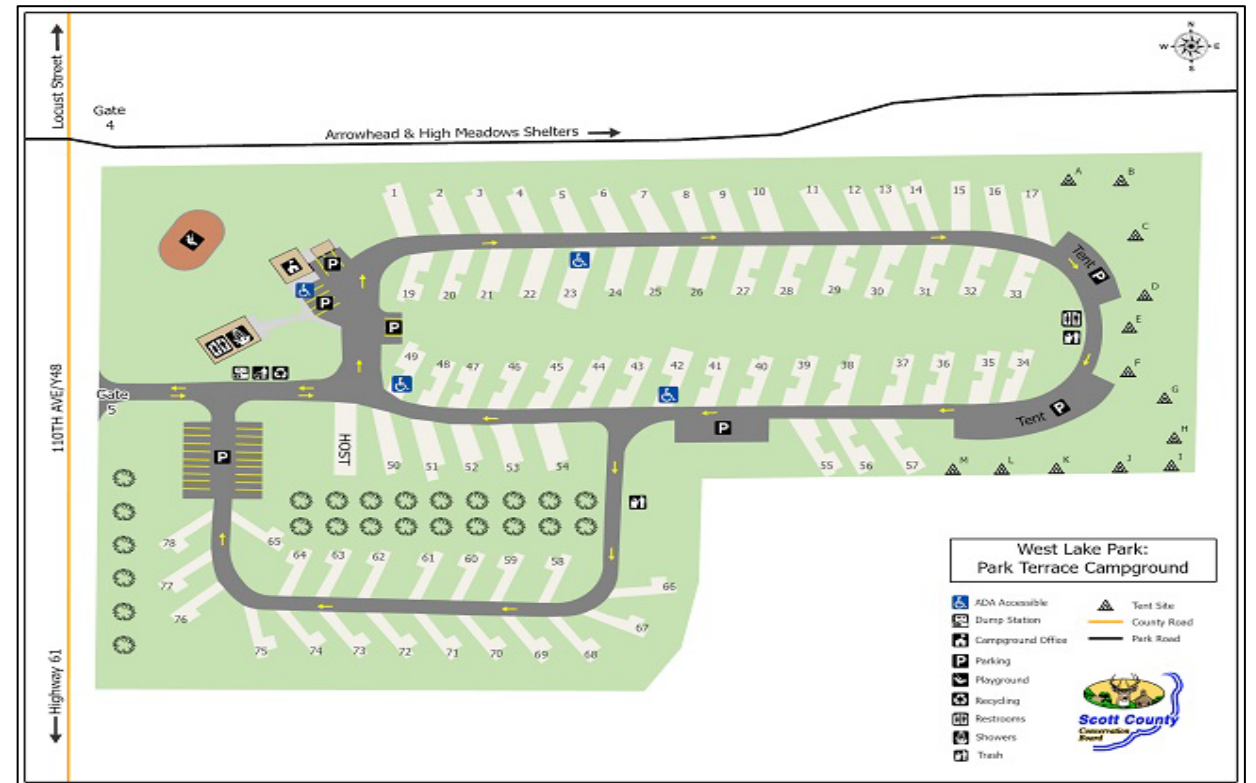 Locust Street
N
W
E
S
Gate
4
Arrowhead & High Meadows Shelters
A
B
1
2
3
4
5
6
7
8
9
10
11
12
13
14
15
16
17
C
P
Tent P
19
20
21
22
23
24
25
26
27
28
29
30
31
32
33
D
P
P
E
49
48
47
46
45
44
43
42
41
40
39
38
37
36
35
34
F
110TH AVE/Y48
Gate
5
G
Tent P
P
H
HOST
P
50
51
52
53
54
55
56
57
M
L
K
J
I
78
65
64
63
62
61
60
59
58
77
66
76
67
75
74
73
72
71
70
69
68
Highway 61
West Lake Park:
Park Terrace Campground
ADA Accessible
Tent Site
Dump Station
County Road
Campground Office
Park Road
P Parking
Playground
Recycling
Restrooms
Showers
Trash
Scott County
Conservation
Board